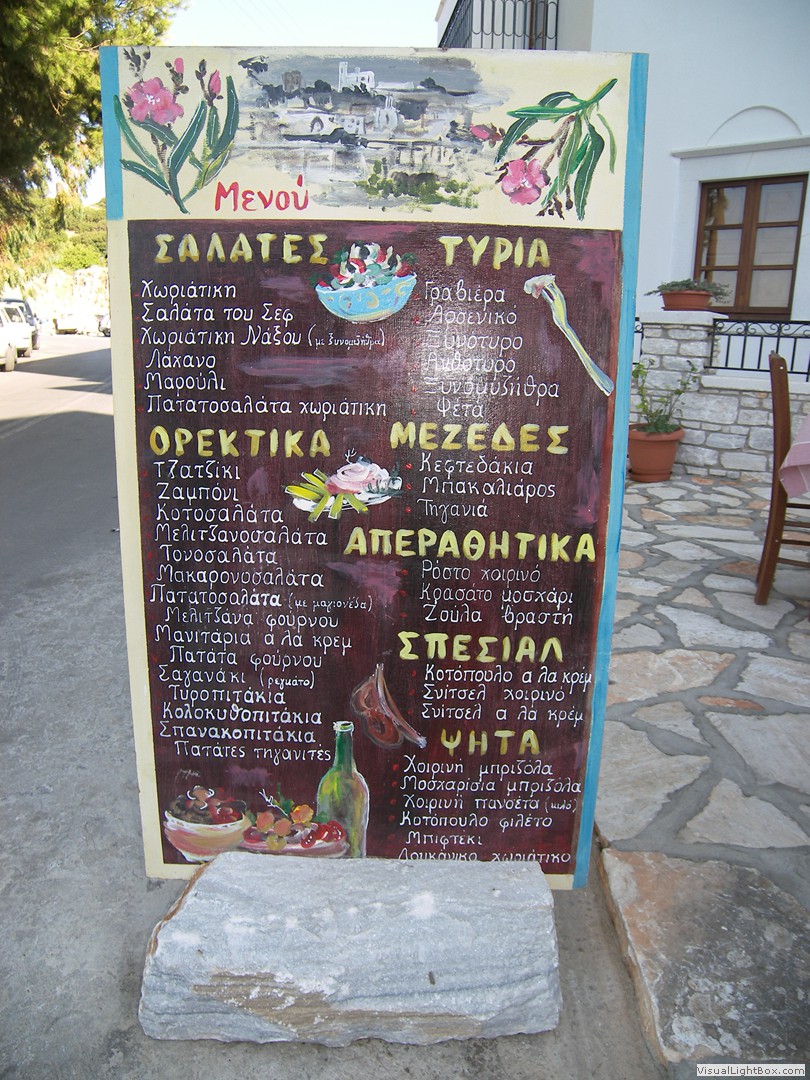 Μενού
ΣΑΛΑΤΕΣ
Χωριάτικη
Σαλάτα του Σεφ
Χωριάτικη Νάξου (με ξυνομυζήθρα)
Λάχανο
Μαρούλι
Πατατοσαλάτα χωριάτικη
ΟΡΕΚΤΙΚΑ
Τζατζίκι
Ζαμπόνι
Κοτοσαλάτα
Μελιτζανοσαλάτα
Τονοσαλάτα
Μακαρονοσαλάτα
Πατατοσαλάτα (με μαγιονέζα)
Μελιτζάνα φούρνου
Μανιτάρια α λα κρεμ
Πατάτα φούρνου
Σαγανάκι (ρεγμάτο)
Τυροπιτάκια
Κολοκυθοπιτάκια
Σπανακοπιτάκια
Πατάτες τηγανιτές
ΤΥΡΙΑ
Γραβιέρα
Αρσενικό
Ξυνότυρο
Ανθότυρο
Ξυνομυζήθρα
Φέτα
ΜΕΖΕΔΕΣ
Κεφτεδάκια
Μπακαλιάρος
Τηγανιά
ΑΠΕΡΑΘΗΤΙΚΑ
Ρόστο χοιρινό
Κρασάτο μοσχάρι
Ζούλα βραστή
ΣΠΕΣΙΑΛ
Κοτόπουλο α λα κρέμ
Σνίτσελ χοιρινό
Σνίτσελ α λα κρέμ
ΨΗΤΑ
Χοιρινή μπριζόλα
Μοσχαρίσια μπριζόλα
Χοιρινή πανσέτα (κιλό)
Κοτόπουλο φιλέτο
Μπιφτέκι
Λουκάνικο χωριάτικο
VisualLightBox.com